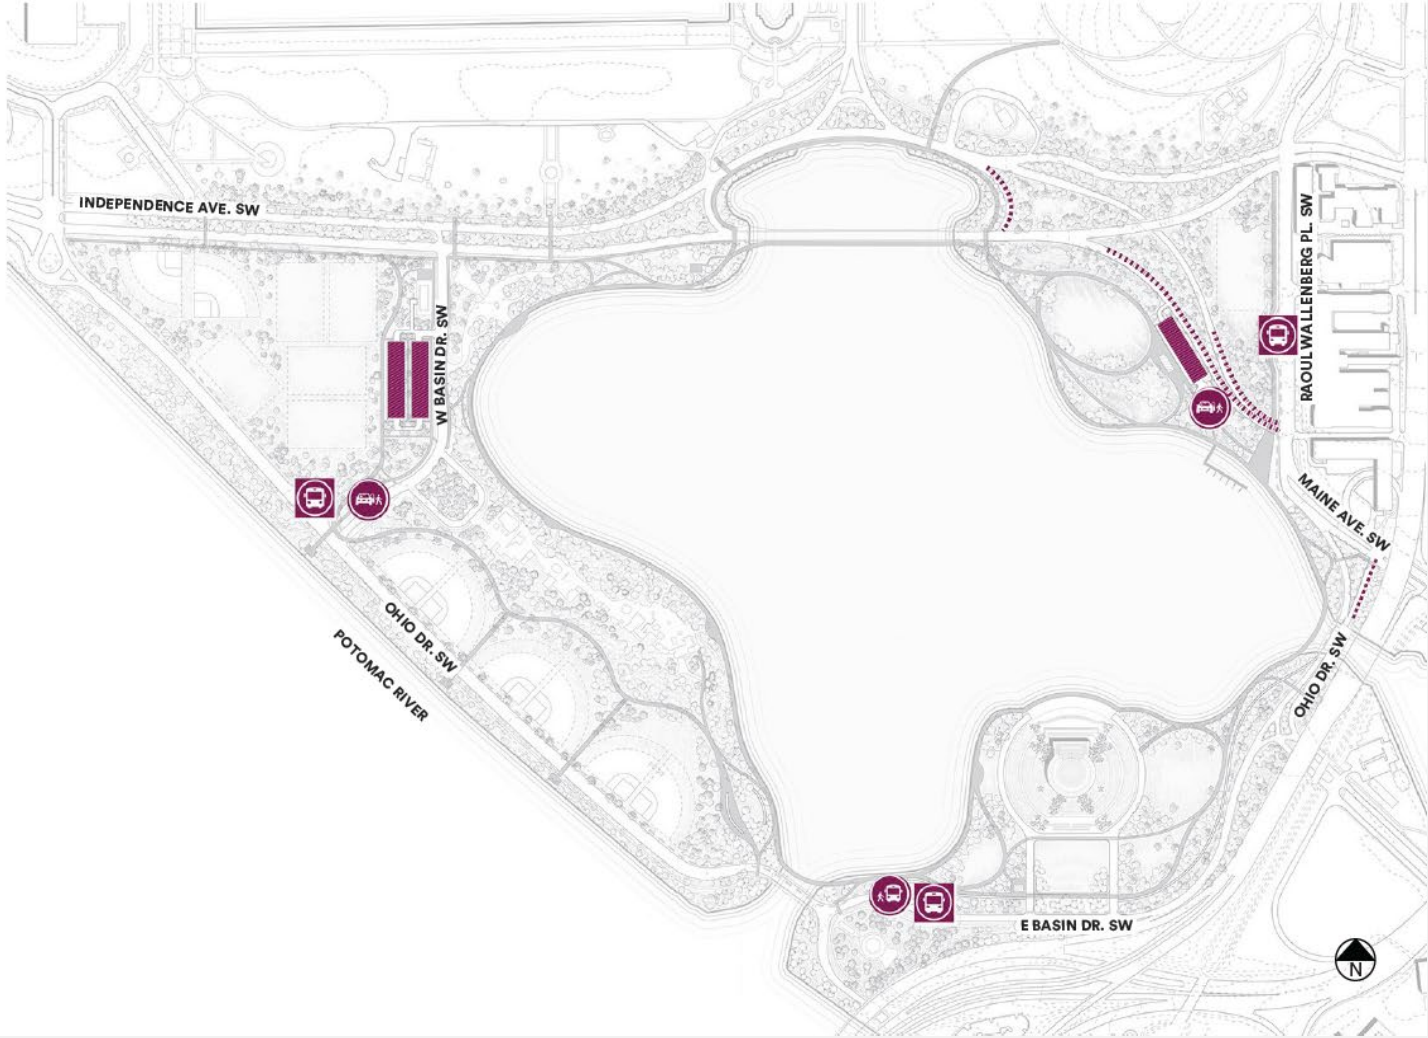 INDEPENDENCE AVE. SW
RAOUL WALLENBERG PL. SW
W BASIN DR. SW
MAINE AVE. SW
OHIO DR. SW
POTOMAC RIVER
OHIO DR. SW
E BASIN DR. SW
N